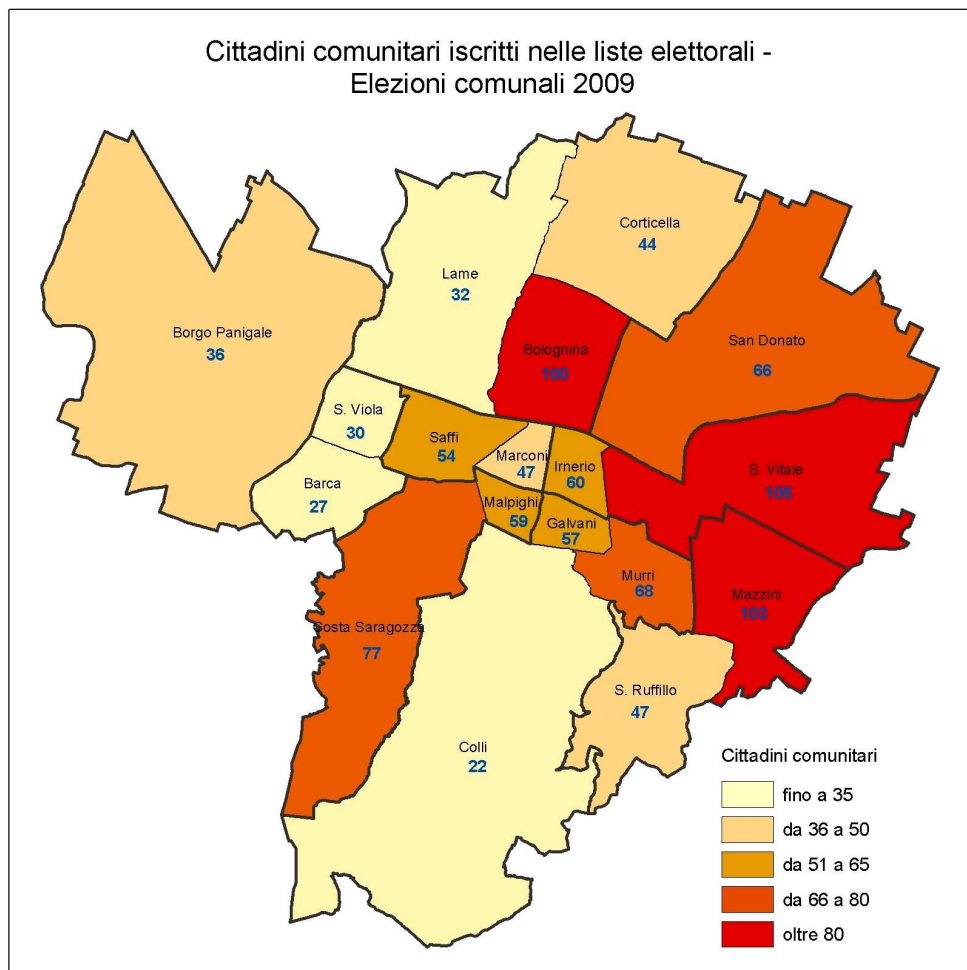 Cittadini comunitari iscritti nelle liste elettorali -
Elezioni comunali 2009
Corticella
44
Lame
32
Borgo Panigale
36
San Donato
66
Bolognina
100
S. Viola
30
Saffi
54
Marconi
47
Irnerio
60
S. Vitale
105
Barca
27
Malpighi
59
Galvani
57
Murri
68
Mazzini
103
Costa Saragozza
77
S. Ruffillo
47
Colli
22
Cittadini comunitari
fino a 35
da 36 a 50
da 51 a 65
da 66 a 80
oltre 80